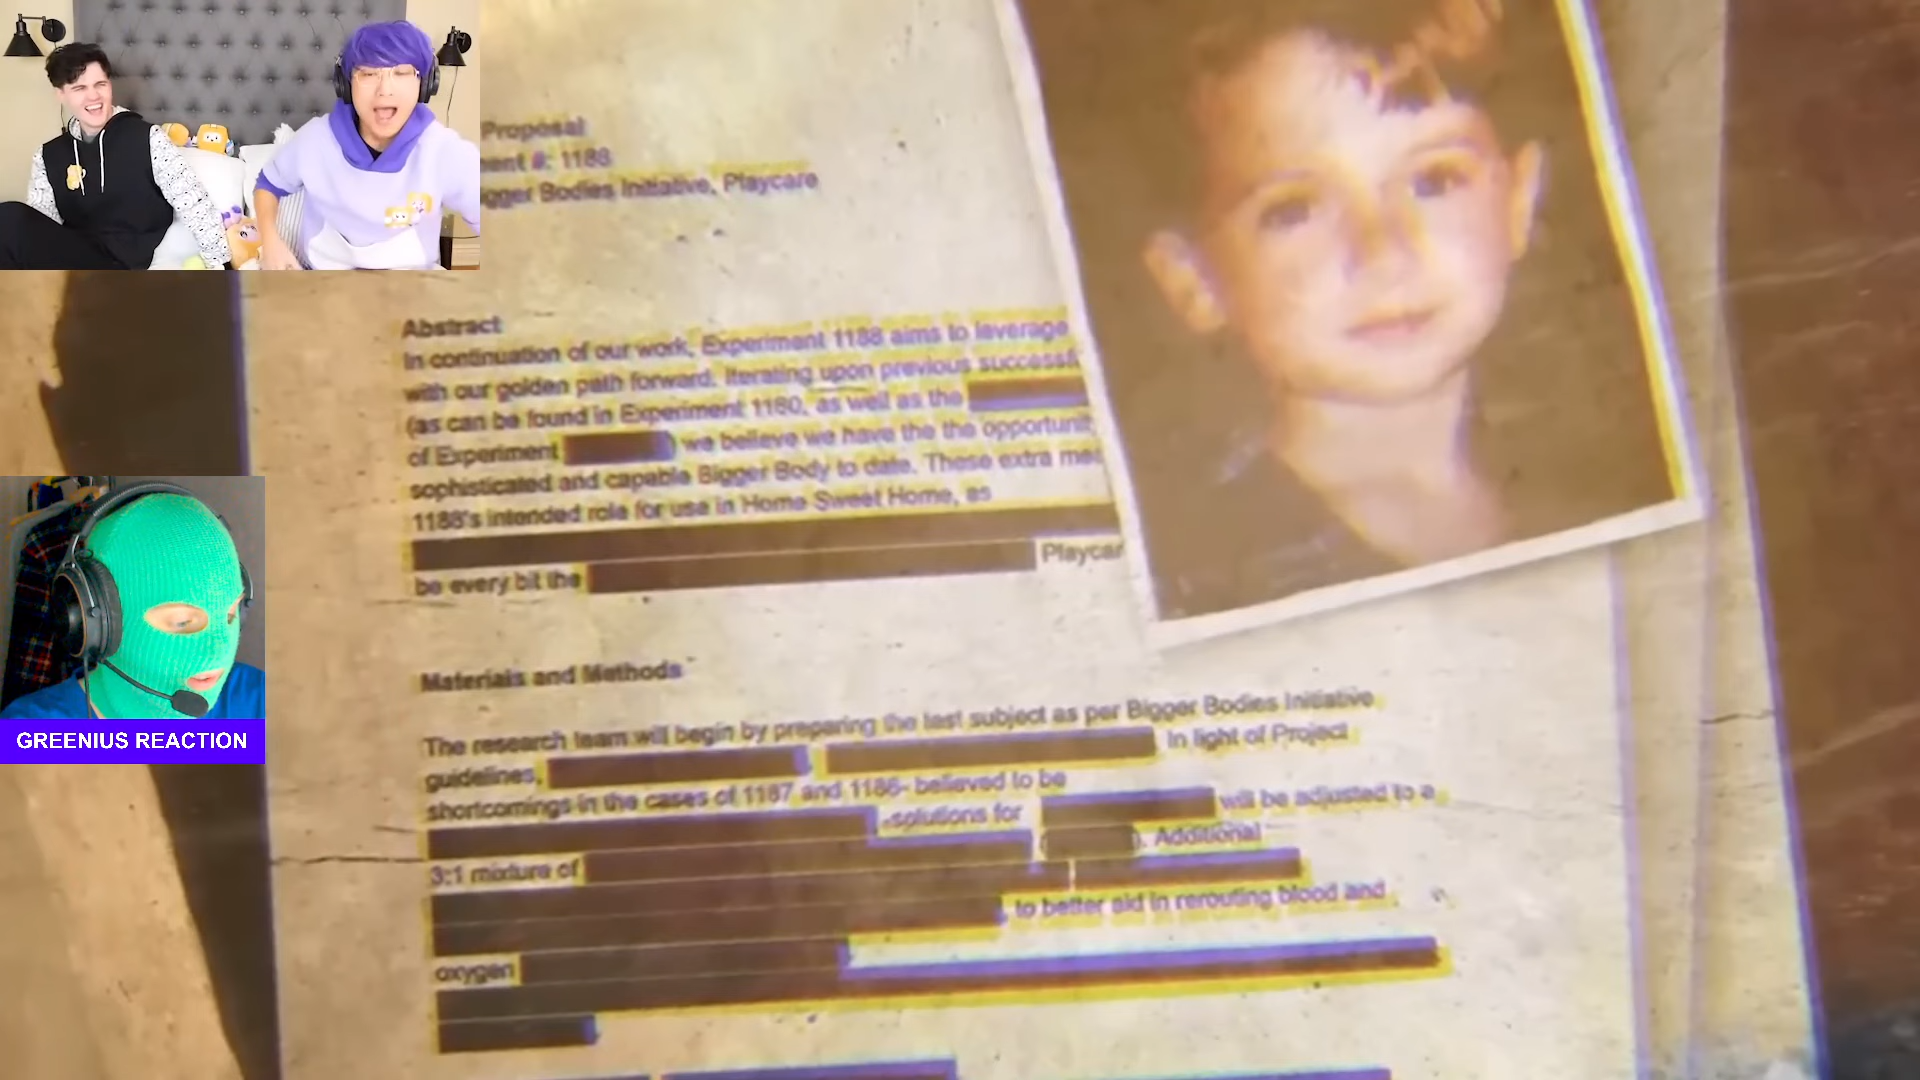 Proposal
ment #: 1188
igger Bodies Initiative, Playcare
Abstract
In continuation of our work, Experiment 1188 aims to leverage
with our golden path forward. Iterating upon previous successf
(as can be found in Experiment 1160, as well as the
of Experiment ) we believe we have the the opportunit
sophisticated and capable Bigger Body to date. These extra me
1188's intended role for use in Home Sweet Home, as
Playcar
be every bit the
Materials and Methods
The research team will begin by preparing the test subject as per Bigger Bodies Initiative
guidelines, In light of Project
shortcomings in the cases of 1187 and 1186- believed to be
-solutions for will be adjusted to a
3:1 mixture of ( ). Additional
, to better aid in rerouting blood and
oxygen
GREENIUS REACTION